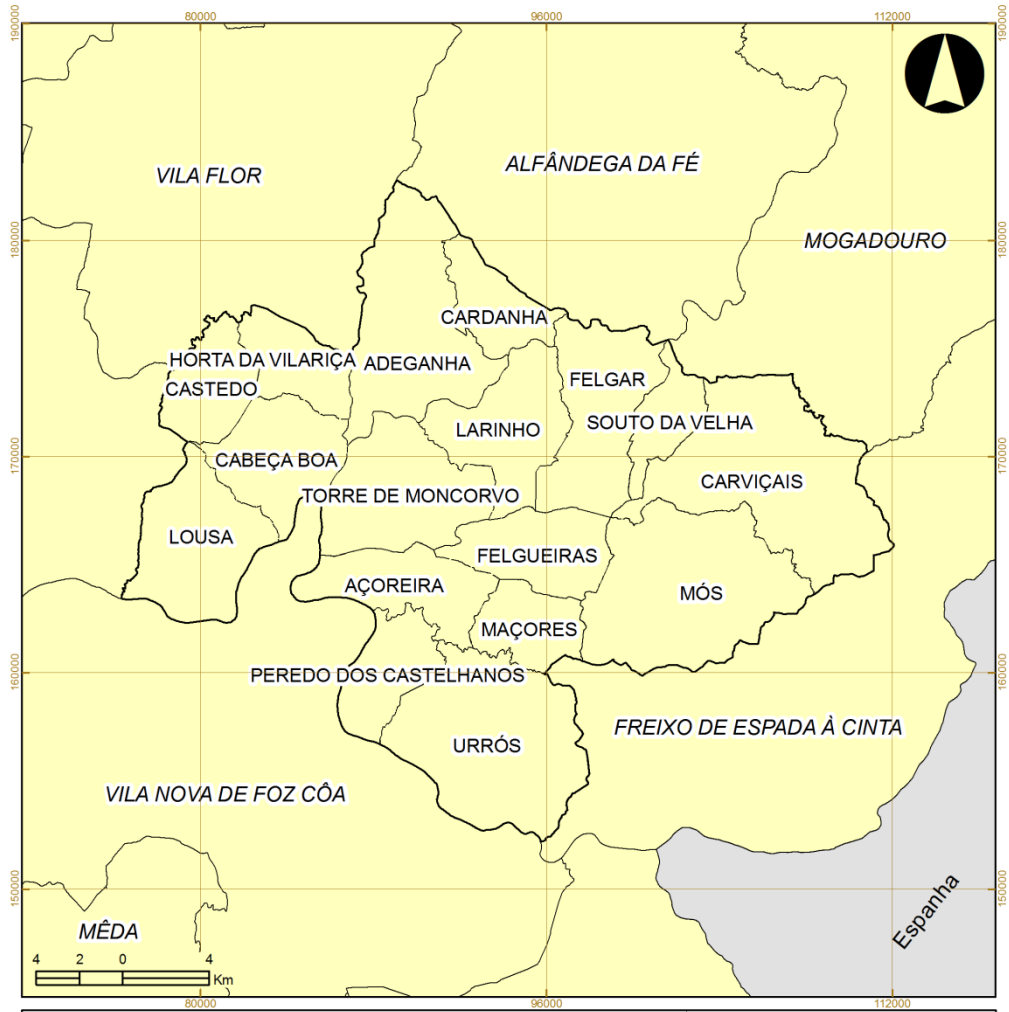 80000
96000
112000
190000
190000
VILA FLOR
ALFÂNDEGA DA FÉ
180000
MOGADOURO
180000
CARDANHA
HORTA DA VILARIÇA
ADEGANHA
CASTEDO
FELGAR
LARINHO
SOUTO DA VELHA
170000
CABEÇA BOA
170000
CARVIÇAIS
TORRE DE MONCORVO
LOUSA
FELGUEIRAS
AÇOREIRA
MÓS
MAÇORES
160000
PEREDO DOS CASTELHANOS
160000
FREIXO DE ESPADA À CINTA
URRÓS
VILA NOVA DE FOZ CÔA
150000
150000
Espanha
MÊDA
4 2 0 4
Km
80000
96000
112000